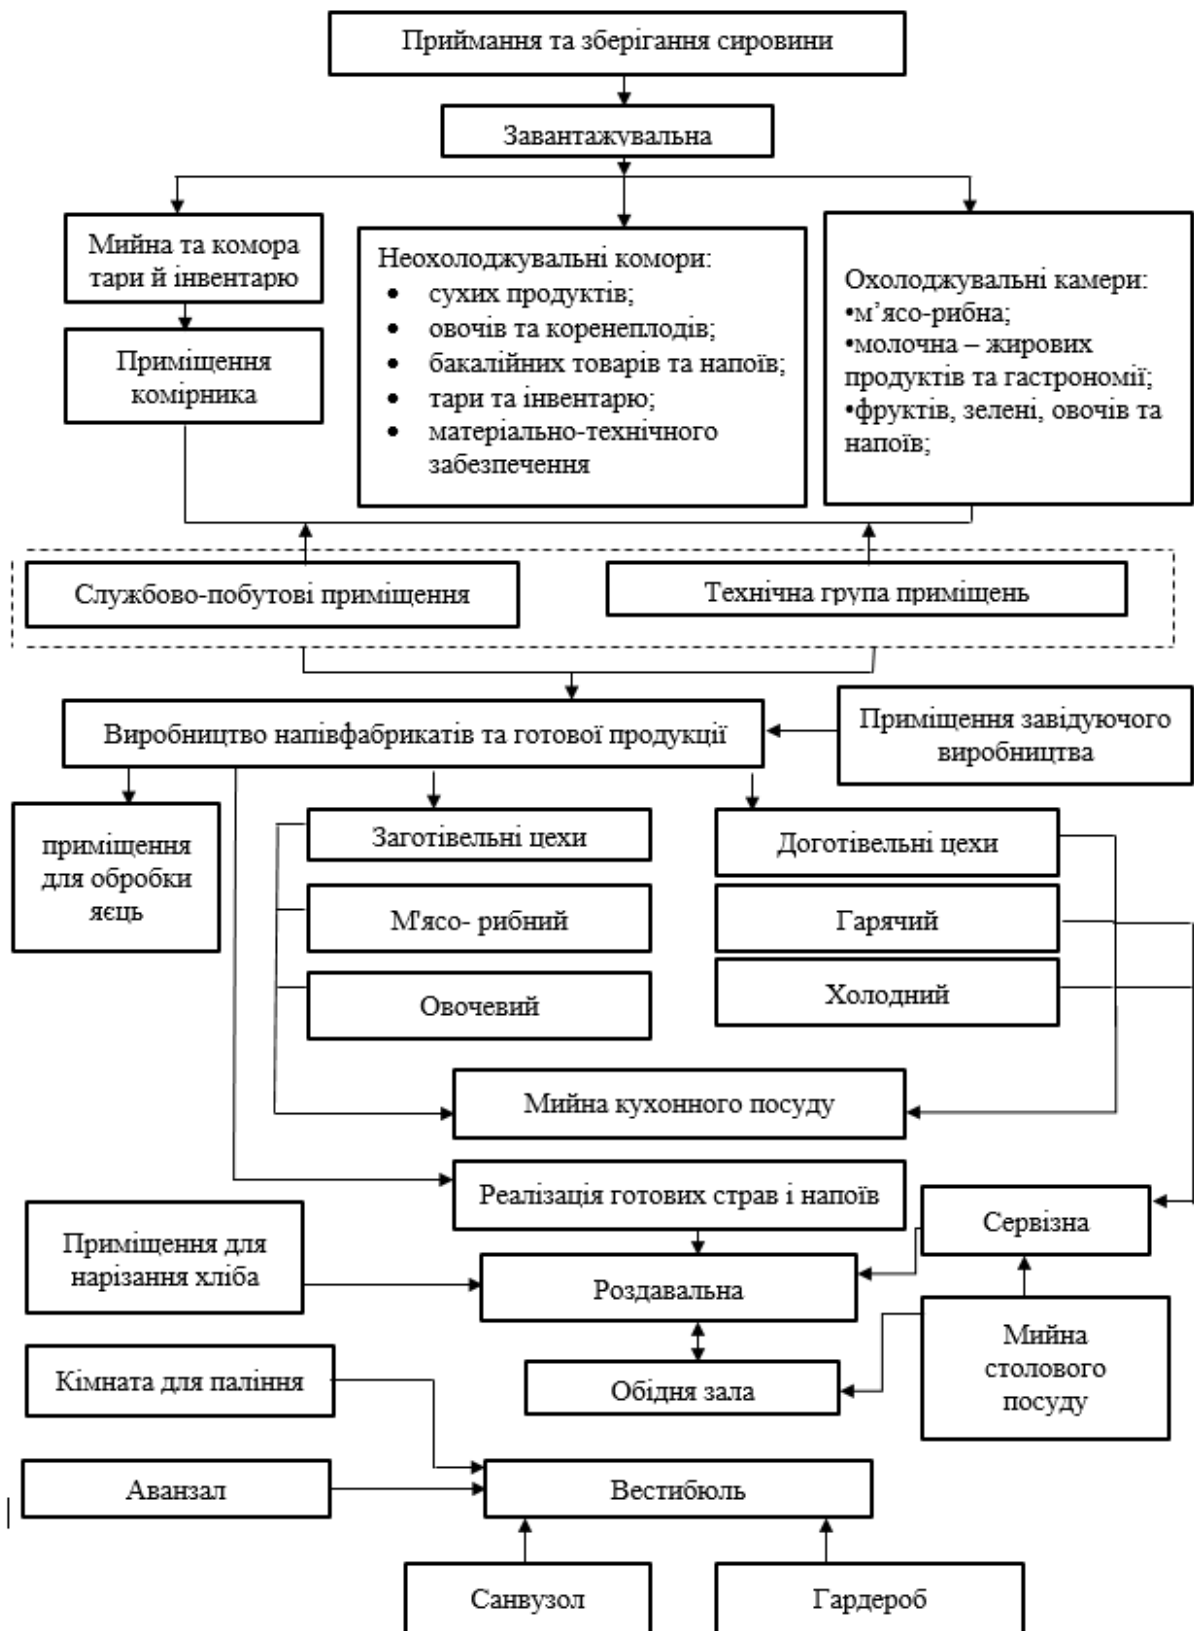 Приймання та зберігання сировини
Завантажувальна
Мийна та комора
тари й інвентарю
Приміщення
комірника
Неохолоджувальні комори:
• сухих продуктів;
• овочів та коренеплодів;
• бакалійних товарів та напоїв;
• тари та інвентарю;
• матеріально-технічного
забезпечення
Охолоджувальні камери:
•м’ясо-рибна;
•молочна – жирових
продуктів та гастрономії;
•фруктів, зелені, овочів та
напоїв;
Службово-побутові приміщення
Технічна група приміщень
Виробництво напівфабрикатів та готової продукції
Приміщення завідуючого
виробництва
приміщення
для обробки
яєць
Заготівельні цехи
М'ясо- рибний
Овочевий
Доготівельні цехи
Гарячий
Холодний
Мийна кухонного посуду
Реалізація готових страв і напоїв
Сервізна
Приміщення для
нарізання хліба
Роздавальна
Мийна
столового
посуду
Кімната для паління
Обідня зала
Аванзал
Вестибюль
Санвузол
Гардероб